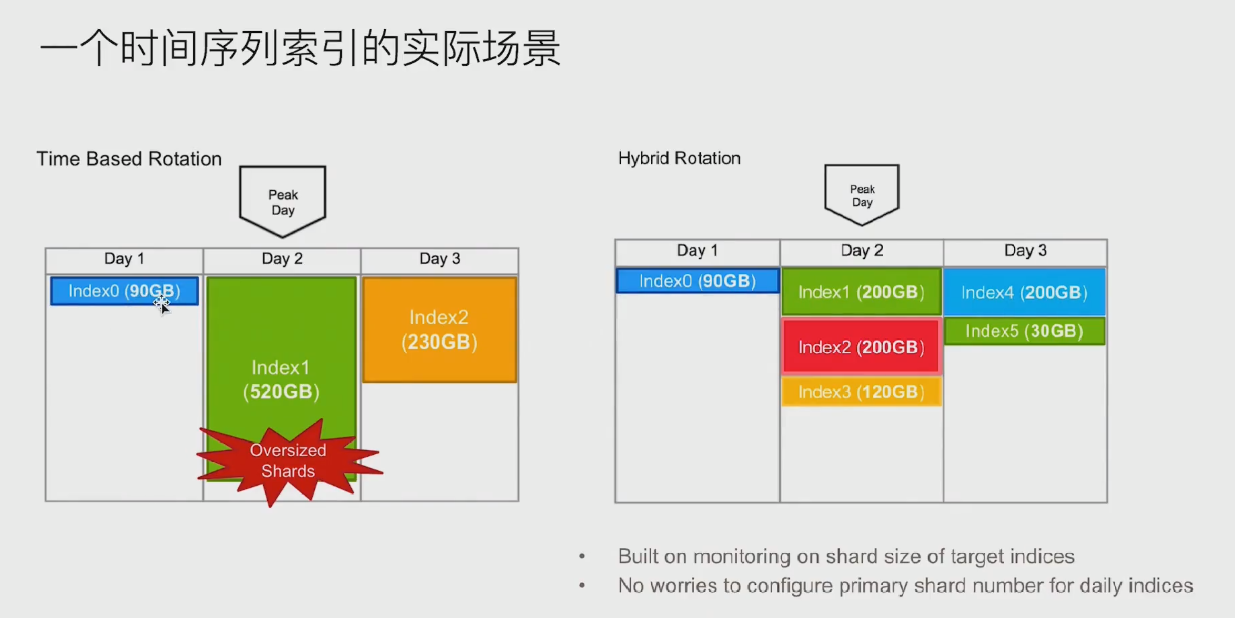 一个时间序列索引的实际场景
Time Based Rotation
Peak
Day
Day 1
Day 2
Day 3
Index0 (90GB)
Index1
(520GB)
Oversized
Shards
Index2
(230GB)
Hybrid Rotation
Peak
Day
Day 1
Day 2
Day 3
Index0 (90GB)
Index1 (200GB)
Index2 (200GB)
Index3 (120GB)
Index4 (200GB)
Index5 (30GB)
• Built on monitoring on shard size of target indices
• No worries to configure primary shard number for daily indices